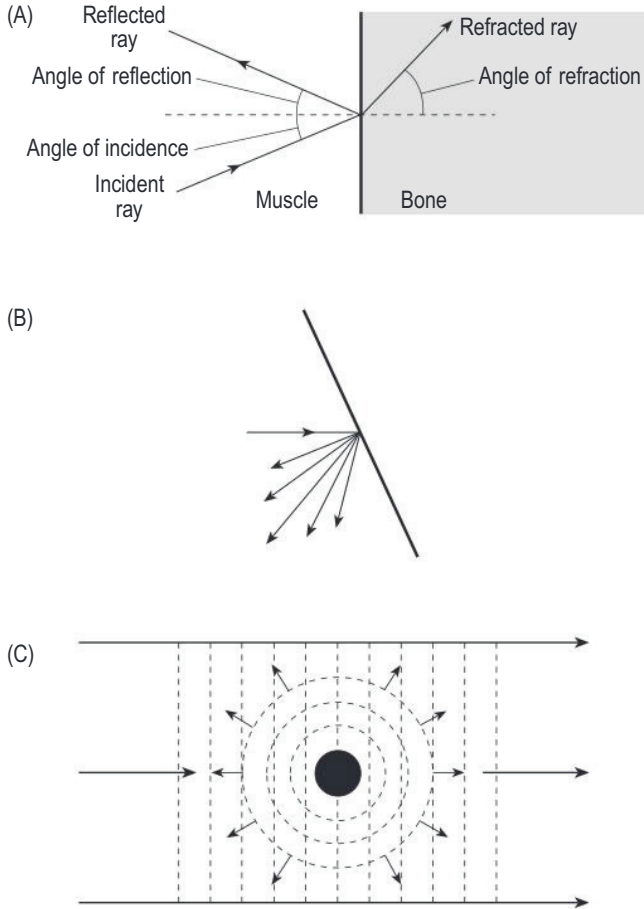 (A)
Reflected
ray
Refracted ray
Angle of reflection
Angle of refraction
Angle of incidence
Incident
ray
Muscle
Bone
(B)
(C)